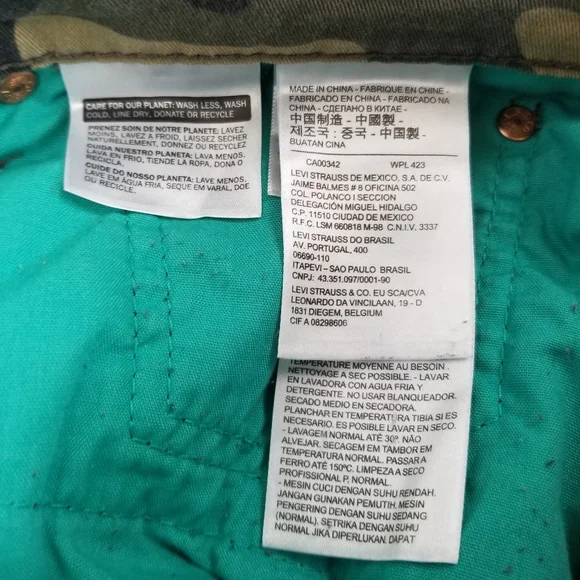 CARE FOR OUR PLANET: WASH LESS, WASH
COLD, LINE DRY, DONATE OR RECYCLE
PRENEZ SOIN DE NOTRE PLANETE: LAVEZ
MOINS, LAVEZ A FROID, LAISSEZ SECHER
NATURELLEMENT, DONNEZ OU RECYCLEZ
CUIDA NUESTRO PLANETA: LAVA MENOS,
LAVA EN FRIO, TIENDE LA ROPA, DONA O
RECICLA.
CUIDE DO NOSSO PLANETA: LAVE MENOS,
LAVE EM ÁGUA FRIA, SEQUE EM VARAL, DOE
OU RECICLE.
MADE IN CHINA - FABRIQUE EN CHINE -
FABRICADO EN CHINA - FABRICADO EM
CHINA - СДЕЛАНО В КИТАЕ -
中国制造 - 中國製 -
제조국 : 중국 - 中国製 -
BUATAN CINA
CA00342 WPL 423
LEVI STRAUSS DE MEXICO, S.A. DE C.V.
JAIME BALMES # 8 OFICINA 502
COL. POLANCO I SECCION
DELEGACIÓN MIGUEL HIDALGO
C.P. 11510 CIUDAD DE MEXICO
R.F.C. LSM 660818 M-98 C.N.I.V. 3337
LEVI STRAUSS DO BRASIL
AV. PORTUGAL, 400
06690-110
ITAPEVI – SAO PAULO BRASIL
CNPJ: 43.351.097/0001-90
LEVI STRAUSS & CO. EU SCA/CVA
LEONARDO DA VINCILAAN, 19 - D
1831 DIEGEM, BELGIUM
CIF A 08298606
TEMPERATURE MOYENNE AU BESOIN.
NETTOYAGE A SEC POSSIBLE. - LAVAR
EN LAVADORA CON AGUA FRIA Y
DETERGENTE. NO USAR BLANQUEADOR.
SECADO MEDIO EN SECADORA.
PLANCHAR EN TEMPERATURA TIBIA SI ES
NECESARIO. ES POSIBLE LAVAR EN SECO.
- LAVAGEM NORMAL ATÉ 30º. NÃO
ALVEJAR. SECAGEM EM TAMBOR EM
TEMPERATURA NORMAL. PASSAR A
FERRO ATÉ 150ºC. LIMPEZA A SECO
PROFISSIONAL P, NORMAL.
- MESIN CUCI DENGAN SUHU RENDAH.
JANGAN GUNAKAN PEMUTIH. MESIN
PENGERING DENGAN SUHU SEDANG
(NORMAL). SETRIKA DENGAN SUHU
NORMAL JIKA DIPERLUKAN. DAPAT